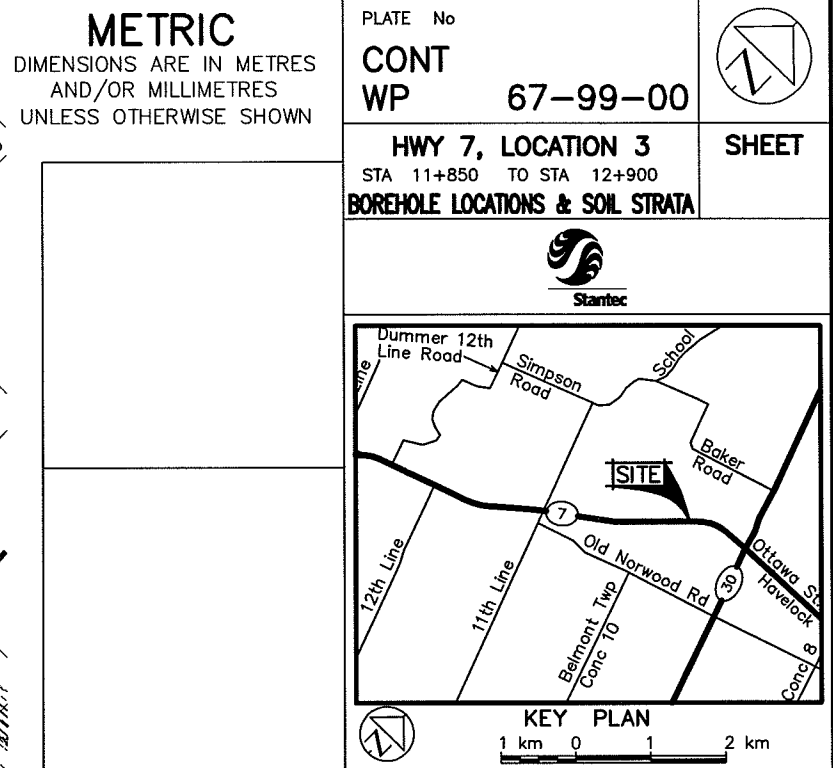 METRIC
DIMENSIONS ARE IN METRES
AND/OR MILLIMETRES
UNLESS OTHERWISE SHOWN
PLATE No
CONT
WP 67-99-00
N
HWY 7, LOCATION 3
STA 11+850 TO STA 12+900
BOREHOLE LOCATIONS & SOIL STRATA
SHEET
Stantec
Dummer 12th
Line Road
Line
Simpson
Road
School
Baker
Road
SITE
7
12th Line
11th Line
Old Norwood Rd
Belmont Twp
Conc 10
30
Ottawa St.
Havelock
Conc 8
N
KEY PLAN
1 km 0 1 2 km